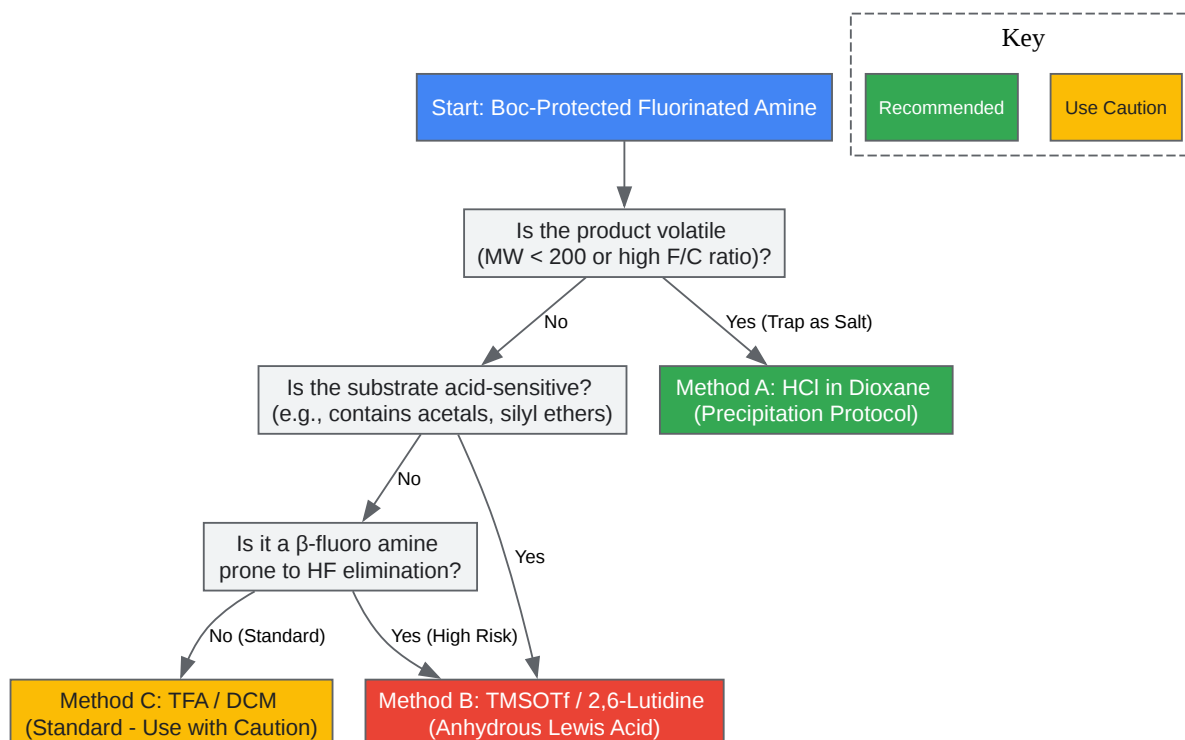 Key
Start: Boc-Protected Fluorinated Amine
Recommended
Use Caution
Is the product volatile
(MW < 200 or high F/C ratio)?
No
Yes (Trap as Salt)
Is the substrate acid-sensitive?
(e.g., contains acetals, silyl ethers)
Method A: HCl in Dioxane
(Precipitation Protocol)
No
Is it a β-fluoro amine
prone to HF elimination?
Yes
No (Standard)
Yes (High Risk)
Method C: TFA / DCM
(Standard - Use with Caution)
Method B: TMSOTf / 2,6-Lutidine
(Anhydrous Lewis Acid)